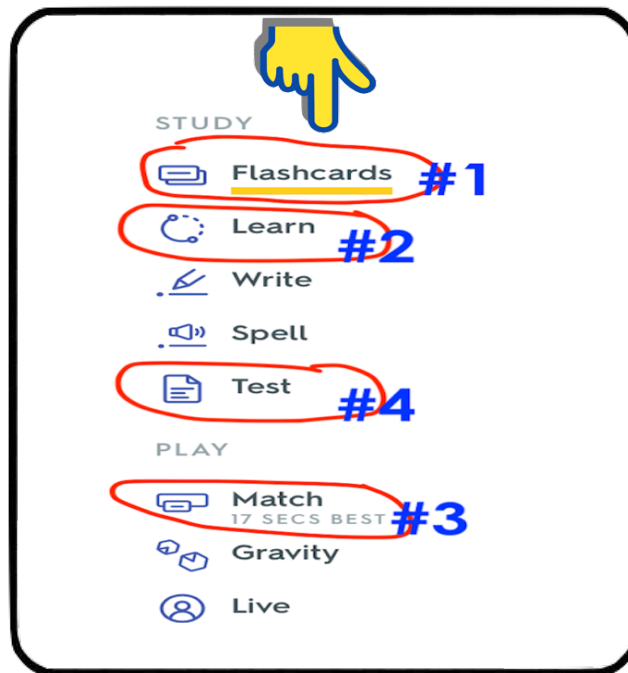 STUDY
Flashcards #1
Learn #2
Write
Spell
Test #4
PLAY
Match
17 SECS BEST #3
Gravity
Live